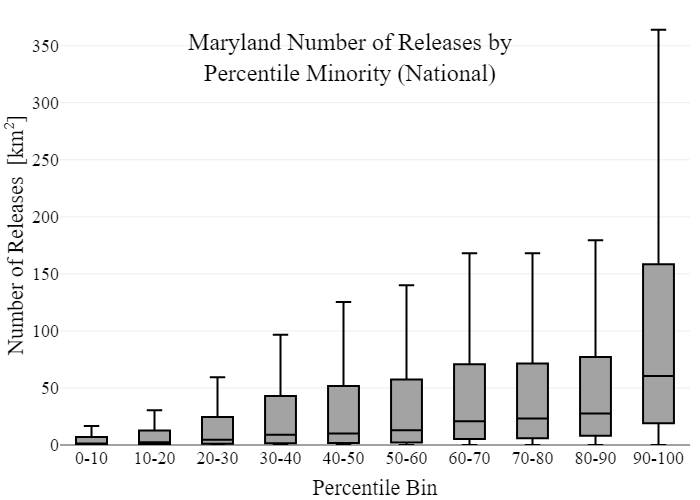 Maryland Number of Releases by
Percentile Minority (National)
Number of Releases [km²]
350
300
250
200
150
100
50
0
0-10 10-20 20-30 30-40 40-50 50-60 60-70 70-80 80-90 90-100
Percentile Bin